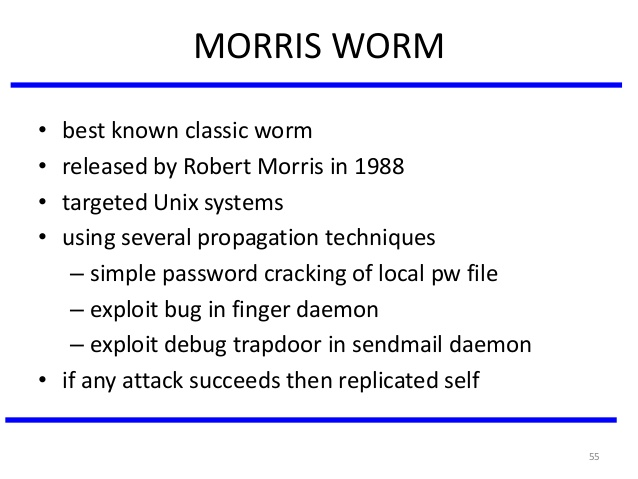 MORRIS WORM
• best known classic worm
• released by Robert Morris in 1988
• targeted Unix systems
• using several propagation techniques
– simple password cracking of local pw file
– exploit bug in finger daemon
– exploit debug trapdoor in sendmail daemon
• if any attack succeeds then replicated self
55